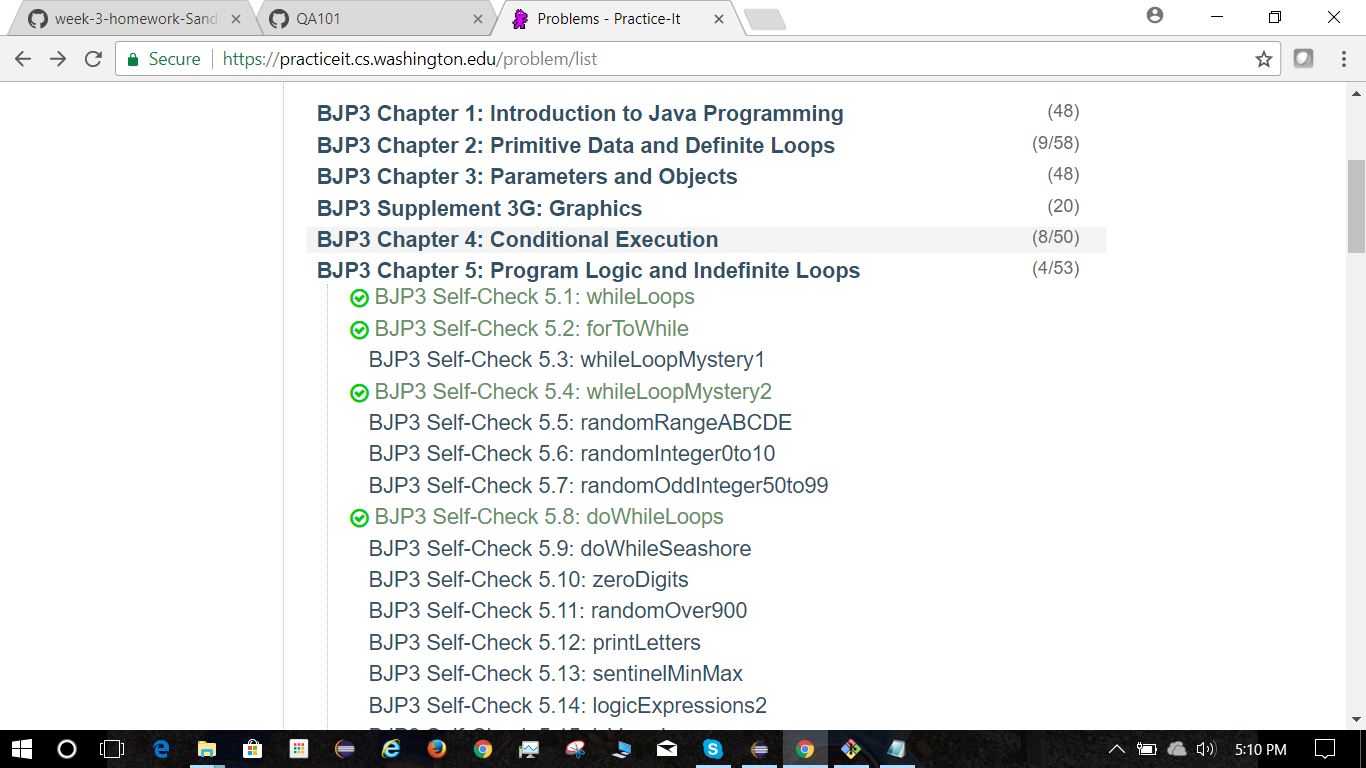 week-3-homework-Sand
QA101
Problems - Practice-It
Secure
https://practiceit.cs.washington.edu/problem/list
BJP3 Chapter 1: Introduction to Java Programming (48)
BJP3 Chapter 2: Primitive Data and Definite Loops (9/58)
BJP3 Chapter 3: Parameters and Objects (48)
BJP3 Supplement 3G: Graphics (20)
BJP3 Chapter 4: Conditional Execution (8/50)
BJP3 Chapter 5: Program Logic and Indefinite Loops (4/53)
BJP3 Self-Check 5.1: whileLoops
BJP3 Self-Check 5.2: forToWhile
BJP3 Self-Check 5.3: whileLoopMystery1
BJP3 Self-Check 5.4: whileLoopMystery2
BJP3 Self-Check 5.5: randomRangeABCDE
BJP3 Self-Check 5.6: randomInteger0to10
BJP3 Self-Check 5.7: randomOddInteger50to99
BJP3 Self-Check 5.8: doWhileLoops
BJP3 Self-Check 5.9: doWhileSeashore
BJP3 Self-Check 5.10: zeroDigits
BJP3 Self-Check 5.11: randomOver900
BJP3 Self-Check 5.12: printLetters
BJP3 Self-Check 5.13: sentinelMinMax
BJP3 Self-Check 5.14: logicExpressions2
5:10 PM